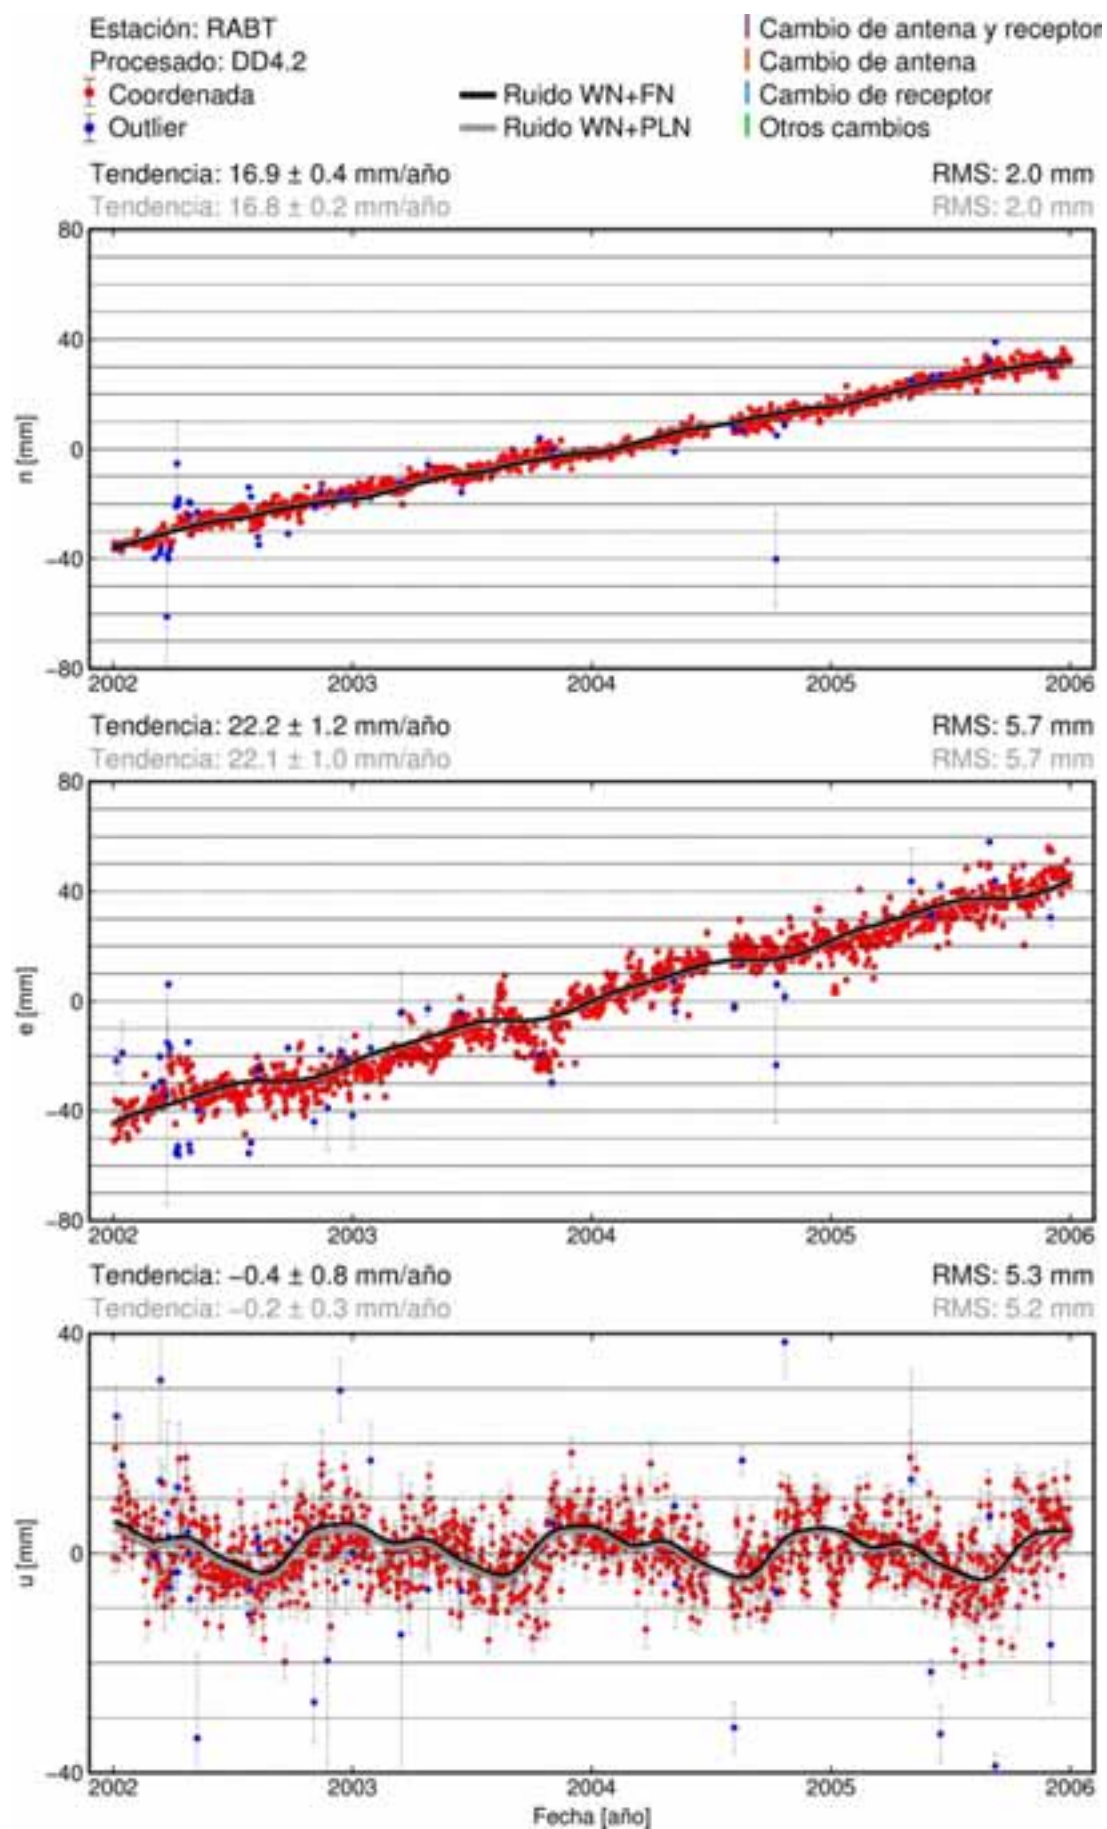 Estación: RABT
Procesado: DD4.2
Coordenada
Outlier
Ruido WN+FN
Ruido WN+PLN
Cambio de antena y receptor
Cambio de antena
Cambio de receptor
Otros cambios
Tendencia: 16.9 ± 0.4 mm/año RMS: 2.0 mm
Tendencia: 16.8 ± 0.2 mm/año RMS: 2.0 mm
80
40
0
−40
−80
n [mm]
2002 2003 2004 2005 2006
Tendencia: 22.2 ± 1.2 mm/año RMS: 5.7 mm
Tendencia: 22.1 ± 1.0 mm/año RMS: 5.7 mm
80
40
0
−40
−80
e [mm]
2002 2003 2004 2005 2006
Tendencia: −0.4 ± 0.8 mm/año RMS: 5.3 mm
Tendencia: −0.2 ± 0.3 mm/año RMS: 5.2 mm
40
0
−40
u [mm]
2002 2003 2004 2005 2006
Fecha [año]